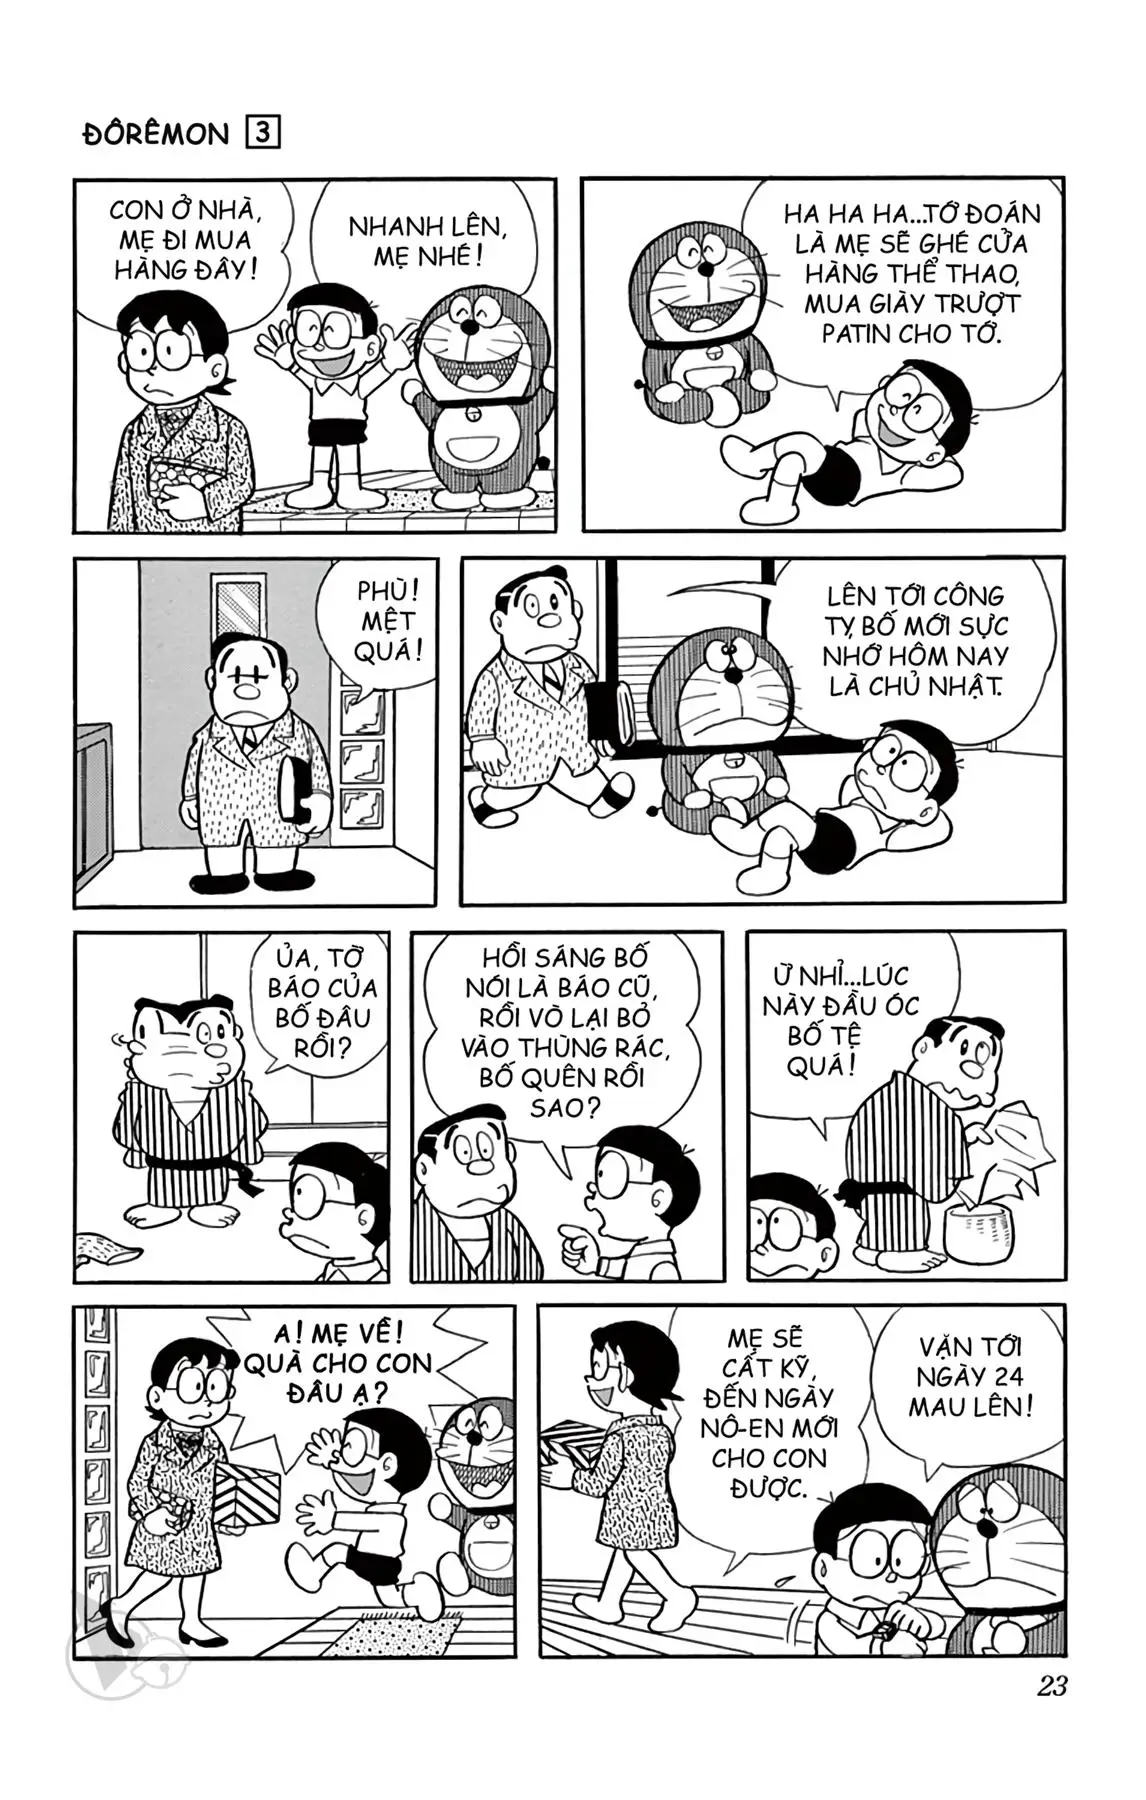 ĐÔRÊMON 3
CON Ở NHÀ,
MẸ ĐI MUA
HÀNG ĐÂY!
NHANH LÊN,
MẸ NHÉ!
HA HA HA...TỚ ĐOÁN
LÀ MẸ SẼ GHÉ CỬA
HÀNG THỂ THAO,
MUA GIÀY TRƯỢT
PATIN CHO TỚ.
PHÙ!
MỆT
QUÁ!
LÊN TỚI CÔNG
TY, BỐ MỚI SỰC
NHỚ HÔM NAY
LÀ CHỦ NHẬT.
ỦA, TỜ
BÁO CỦA
BỐ ĐÂU
RỒI?
HỒI SÁNG BỐ
NÓI LÀ BÁO CŨ,
RỒI VÒ LẠI BỎ
VÀO THÙNG RÁC,
BỐ QUÊN RỒI
SAO?
Ừ NHỈ...LÚC
NÀY ĐẦU ÓC
BỐ TỆ
QUÁ!
A! MẸ VỀ!
QUÀ CHO CON
ĐÂU Ạ?
MẸ SẼ
CẤT KỸ,
ĐẾN NGÀY
NÔ-EN MỚI
CHO CON
ĐƯỢC.
VẶN TỚI
NGÀY 24
MAU LÊN!
23